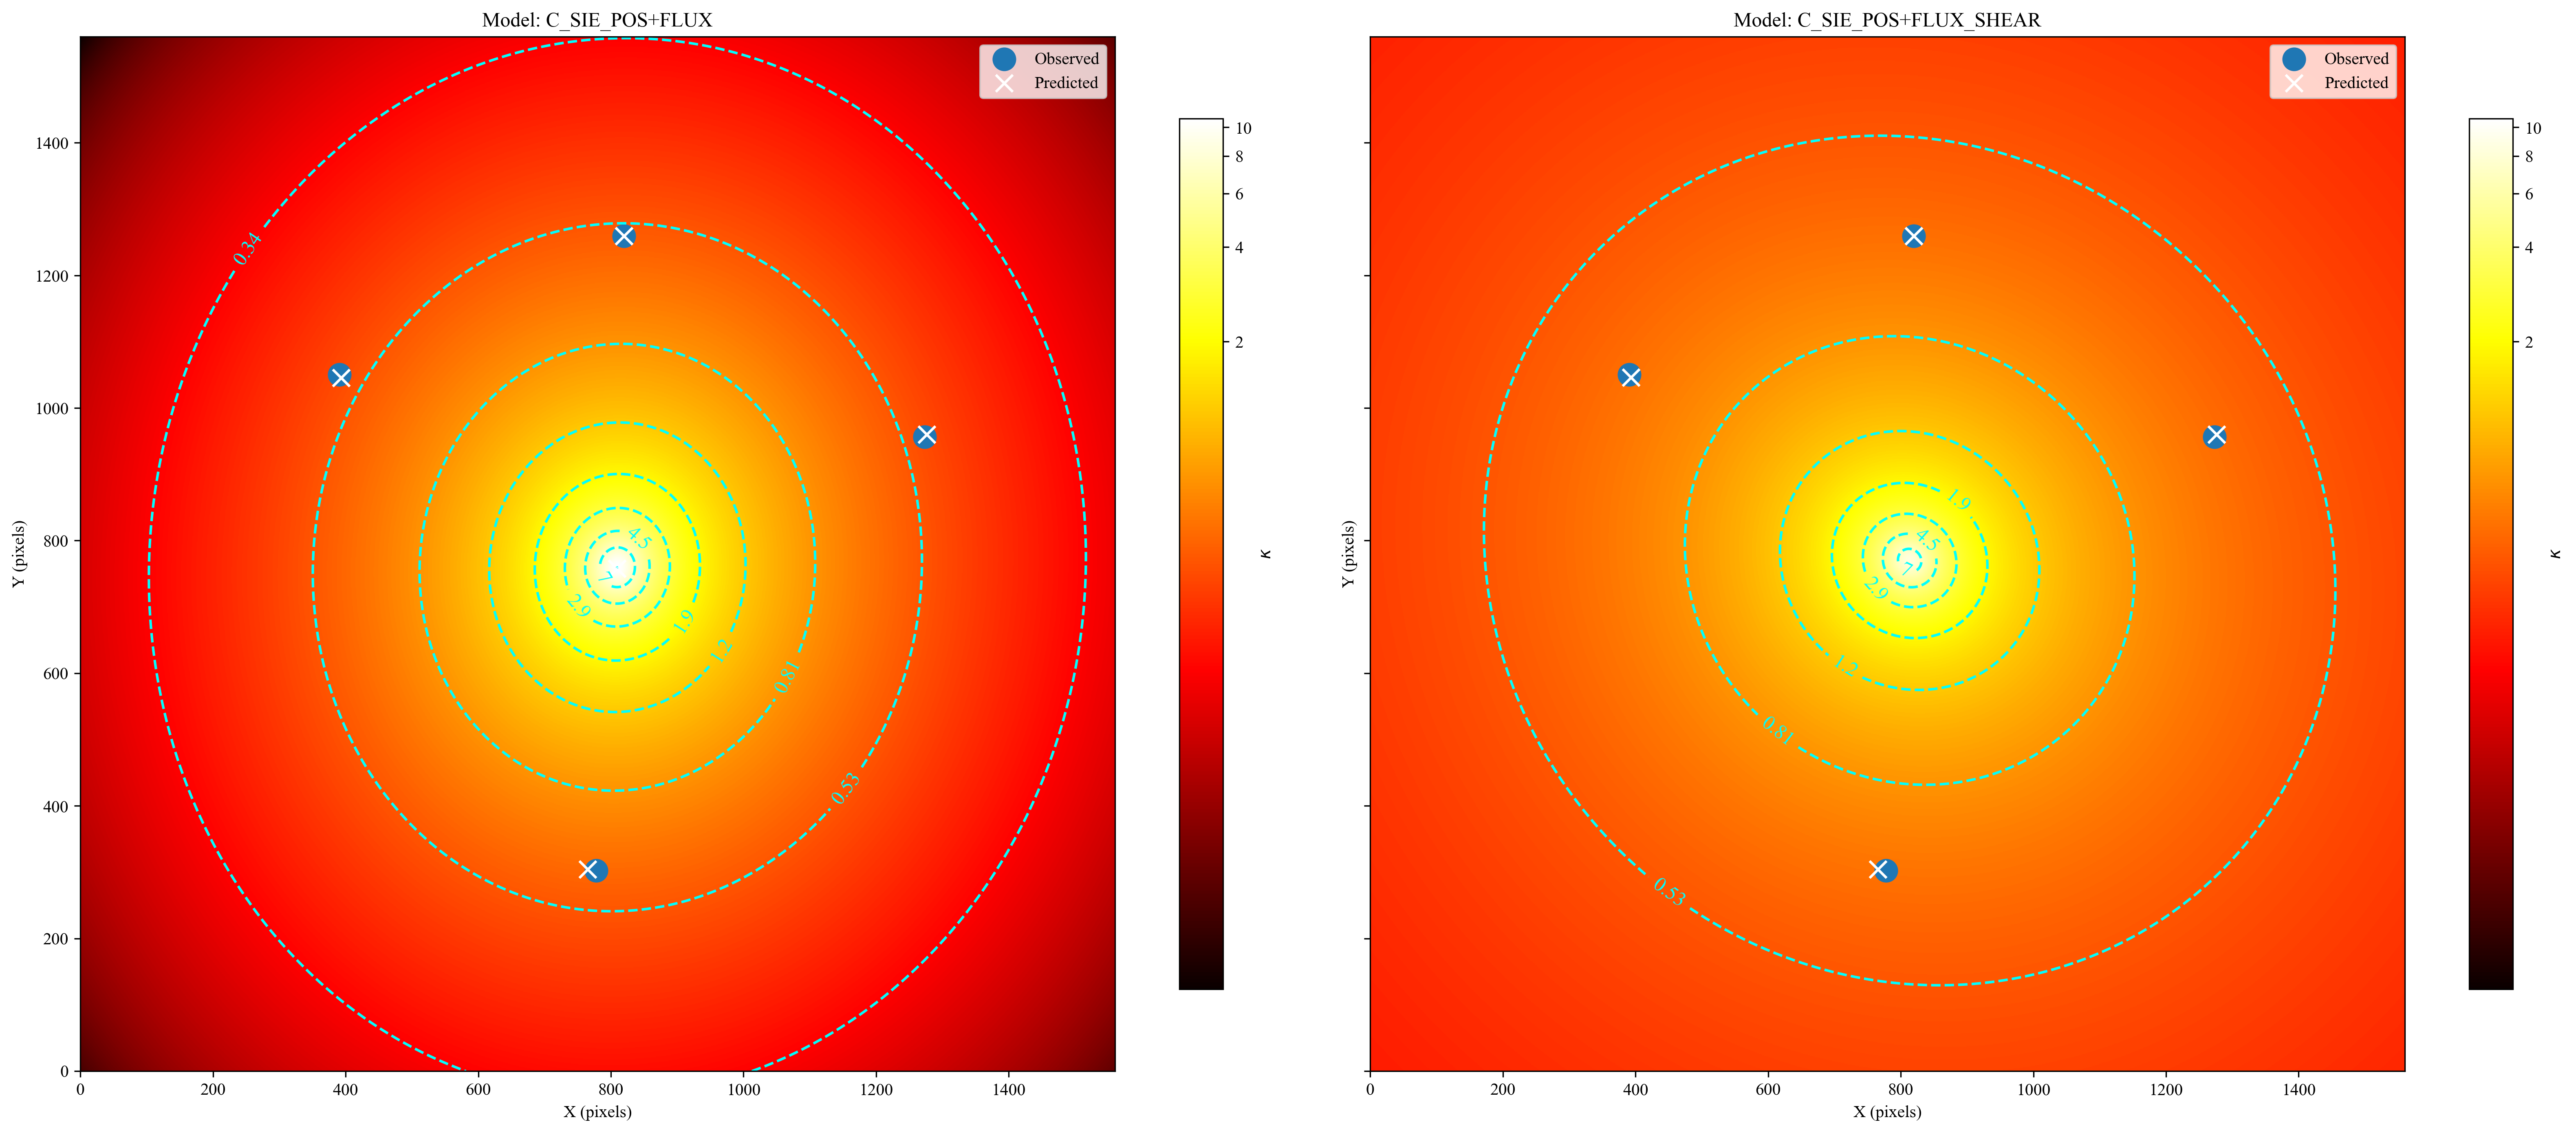 Model: C_SIE_POS+FLUX
Observed
Predicted
1400
1200
1000
800
600
400
200
0
Y (pixels)
0 200 400 600 800 1000 1200 1400
X (pixels)
0.34
0.53
0.81
1.2
1.9
2.9
4.5
7
10
8
6
4
2
κ
Model: C_SIE_POS+FLUX_SHEAR
Observed
Predicted
Y (pixels)
0 200 400 600 800 1000 1200 1400
X (pixels)
0.53
0.81
1.2
1.9
2.9
4.5
7
10
8
6
4
2
κ